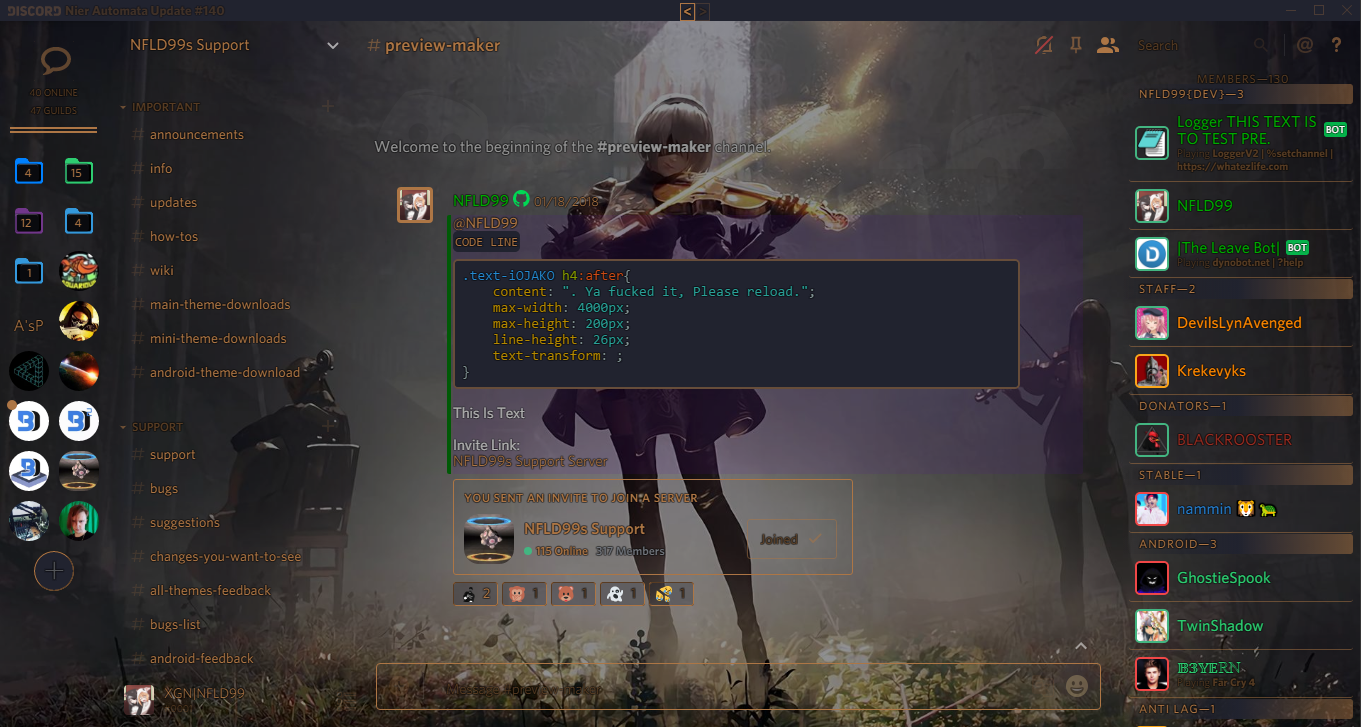 DISCORD Nier Automata Update #140
< >
NFLD99s Support
# preview-maker
Search
@ ?
40 ONLINE
47 GUILDS
4
15
12
4
1
A'sP
IMPORTANT
# announcements
# info
# updates
# how-tos
# wiki
# main-theme-downloads
# mini-theme-downloads
# android-theme-download
SUPPORT
# support
# bugs
# suggestions
# changes-you-want-to-see
# all-themes-feedback
# bugs-list
# android-feedback
XGNINFLD99
Welcome to the beginning of the #preview-maker channel.
NFLD99 01/18/2018
@NFLD99
CODE LINE
.text-iOJAKO h4:after{
content: ". Ya fucked it, Please reload.";
max-width: 4000px;
max-height: 200px;
line-height: 26px;
text-transform: ;
}
This Is Text
Invite Link:
NFLD99s Support Server
YOU SENT AN INVITE TO JOIN A SERVER
NFLD99s Support
115 Online 317 Members
Joined
2 1 1 1 1
MEMBERS—130
NFLD99{DEV}—3
Logger THIS TEXT IS
TO TEST PRE. BOT
Playing LoggerV2 | %setchannel |
https://whatezlife.com
NFLD99
|The Leave Bot| BOT
Playing dynobot.net | ?help
STAFF—2
DevilsLynAvenged
Krekevyks
DONATORS—1
BLACKROOSTER
STABLE—1
nammin
ANDROID—3
GhostieSpook
TwinShadow
B3YERN
Playing Far Cry 4
ANTI LAG—1